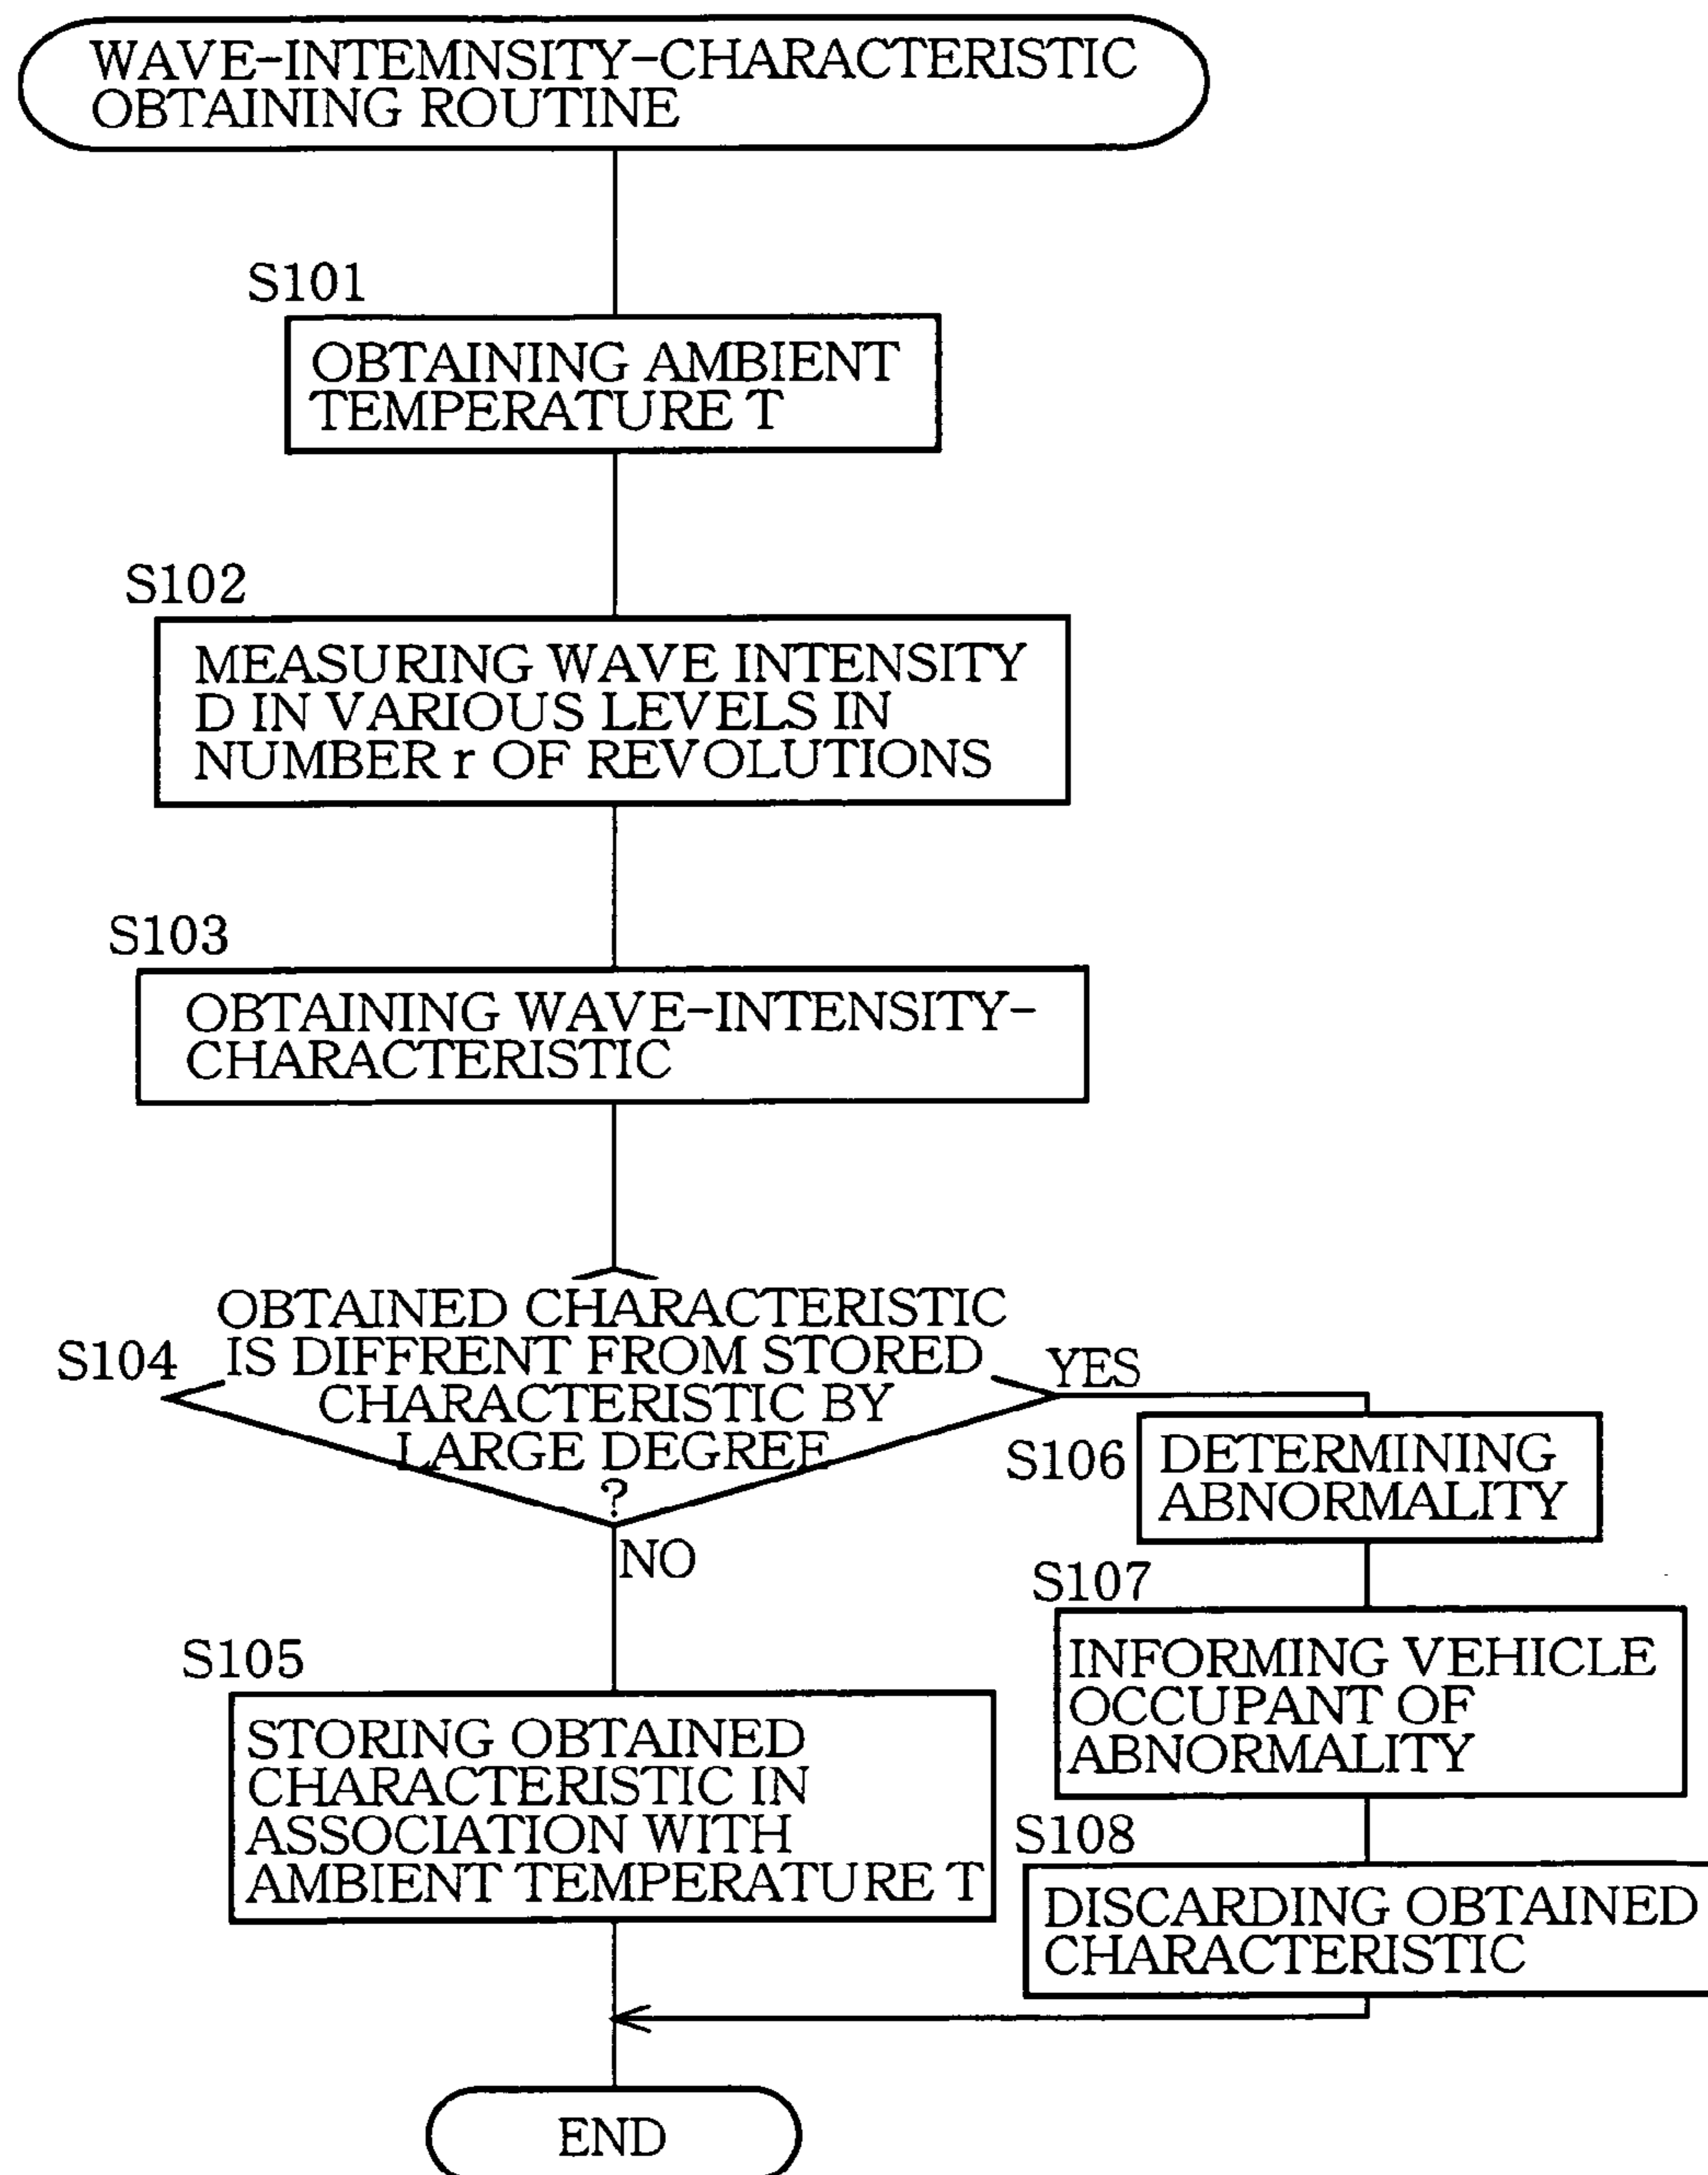 WAVE-INTEMNSITY-CHARACTERISTIC
OBTAINING ROUTINE
S101
OBTAINING AMBIENT
TEMPERATURE T
S102
MEASURING WAVE INTENSITY
D IN VARIOUS LEVELS IN
NUMBER r OF REVOLUTIONS
S103
OBTAINING WAVE-INTENSITY-
CHARACTERISTIC
S104
OBTAINED CHARACTERISTIC
IS DIFFRENT FROM STORED
CHARACTERISTIC BY
LARGE DEGREE
?
YES
NO
S105
STORING OBTAINED
CHARACTERISTIC IN
ASSOCIATION WITH
AMBIENT TEMPERATURE T
S106
DETERMINING
ABNORMALITY
S107
INFORMING VEHICLE
OCCUPANT OF
ABNORMALITY
S108
DISCARDING OBTAINED
CHARACTERISTIC
END